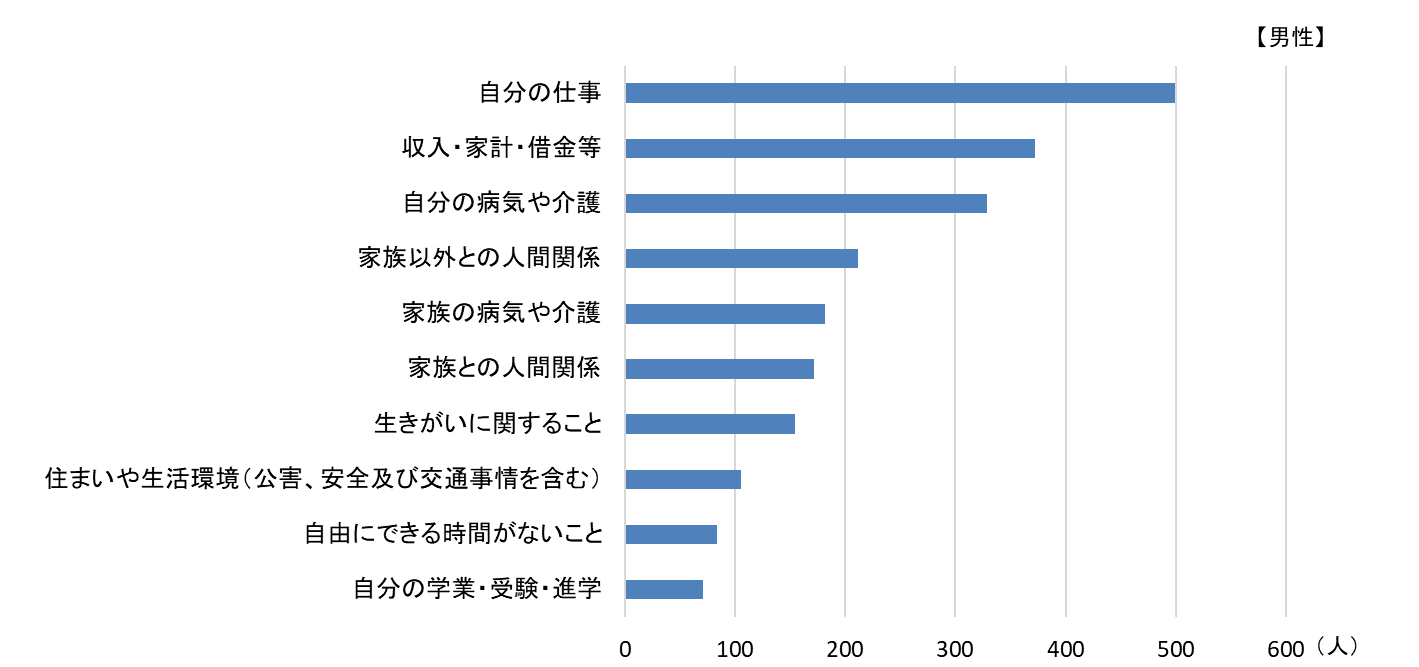 【男性】
自分の仕事
収入・家計・借金等
自分の病気や介護
家族以外との人間関係
家族の病気や介護
家族との人間関係
生きがいに関すること
住まいや生活環境（公害、安全及び交通事情を含む）
自由にできる時間がないこと
自分の学業・受験・進学
0 100 200 300 400 500 600 （人）